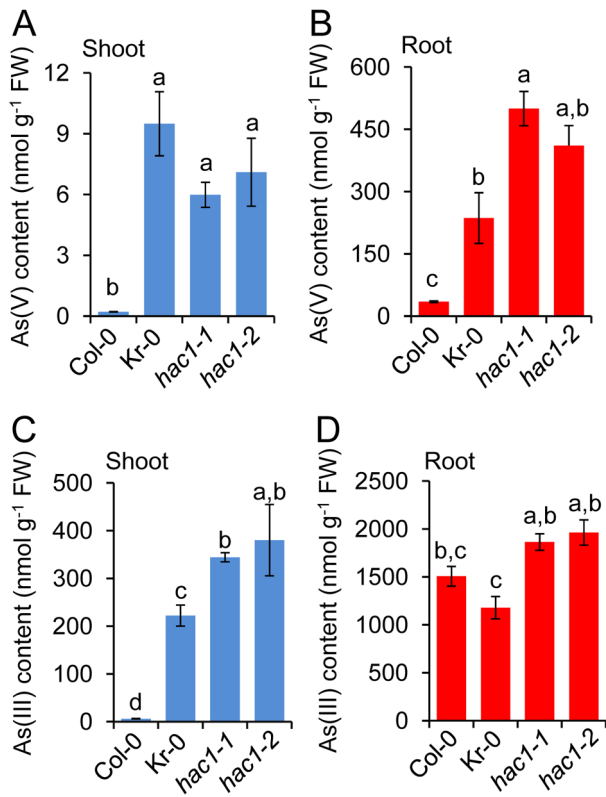 A
Shoot
As(V) content (nmol g⁻¹ FW)
12
9
6
3
0
b
a
a
a
Col-0
Kr-0
hac1-1
hac1-2
B
Root
As(V) content (nmol g⁻¹ FW)
600
450
300
150
0
c
b
a
a,b
Col-0
Kr-0
hac1-1
hac1-2
C
Shoot
As(III) content (nmol g⁻¹ FW)
500
400
300
200
100
0
d
c
b
a,b
Col-0
Kr-0
hac1-1
hac1-2
D
Root
As(III) content (nmol g⁻¹ FW)
2500
2000
1500
1000
500
0
b,c
c
a,b
a,b
Col-0
Kr-0
hac1-1
hac1-2